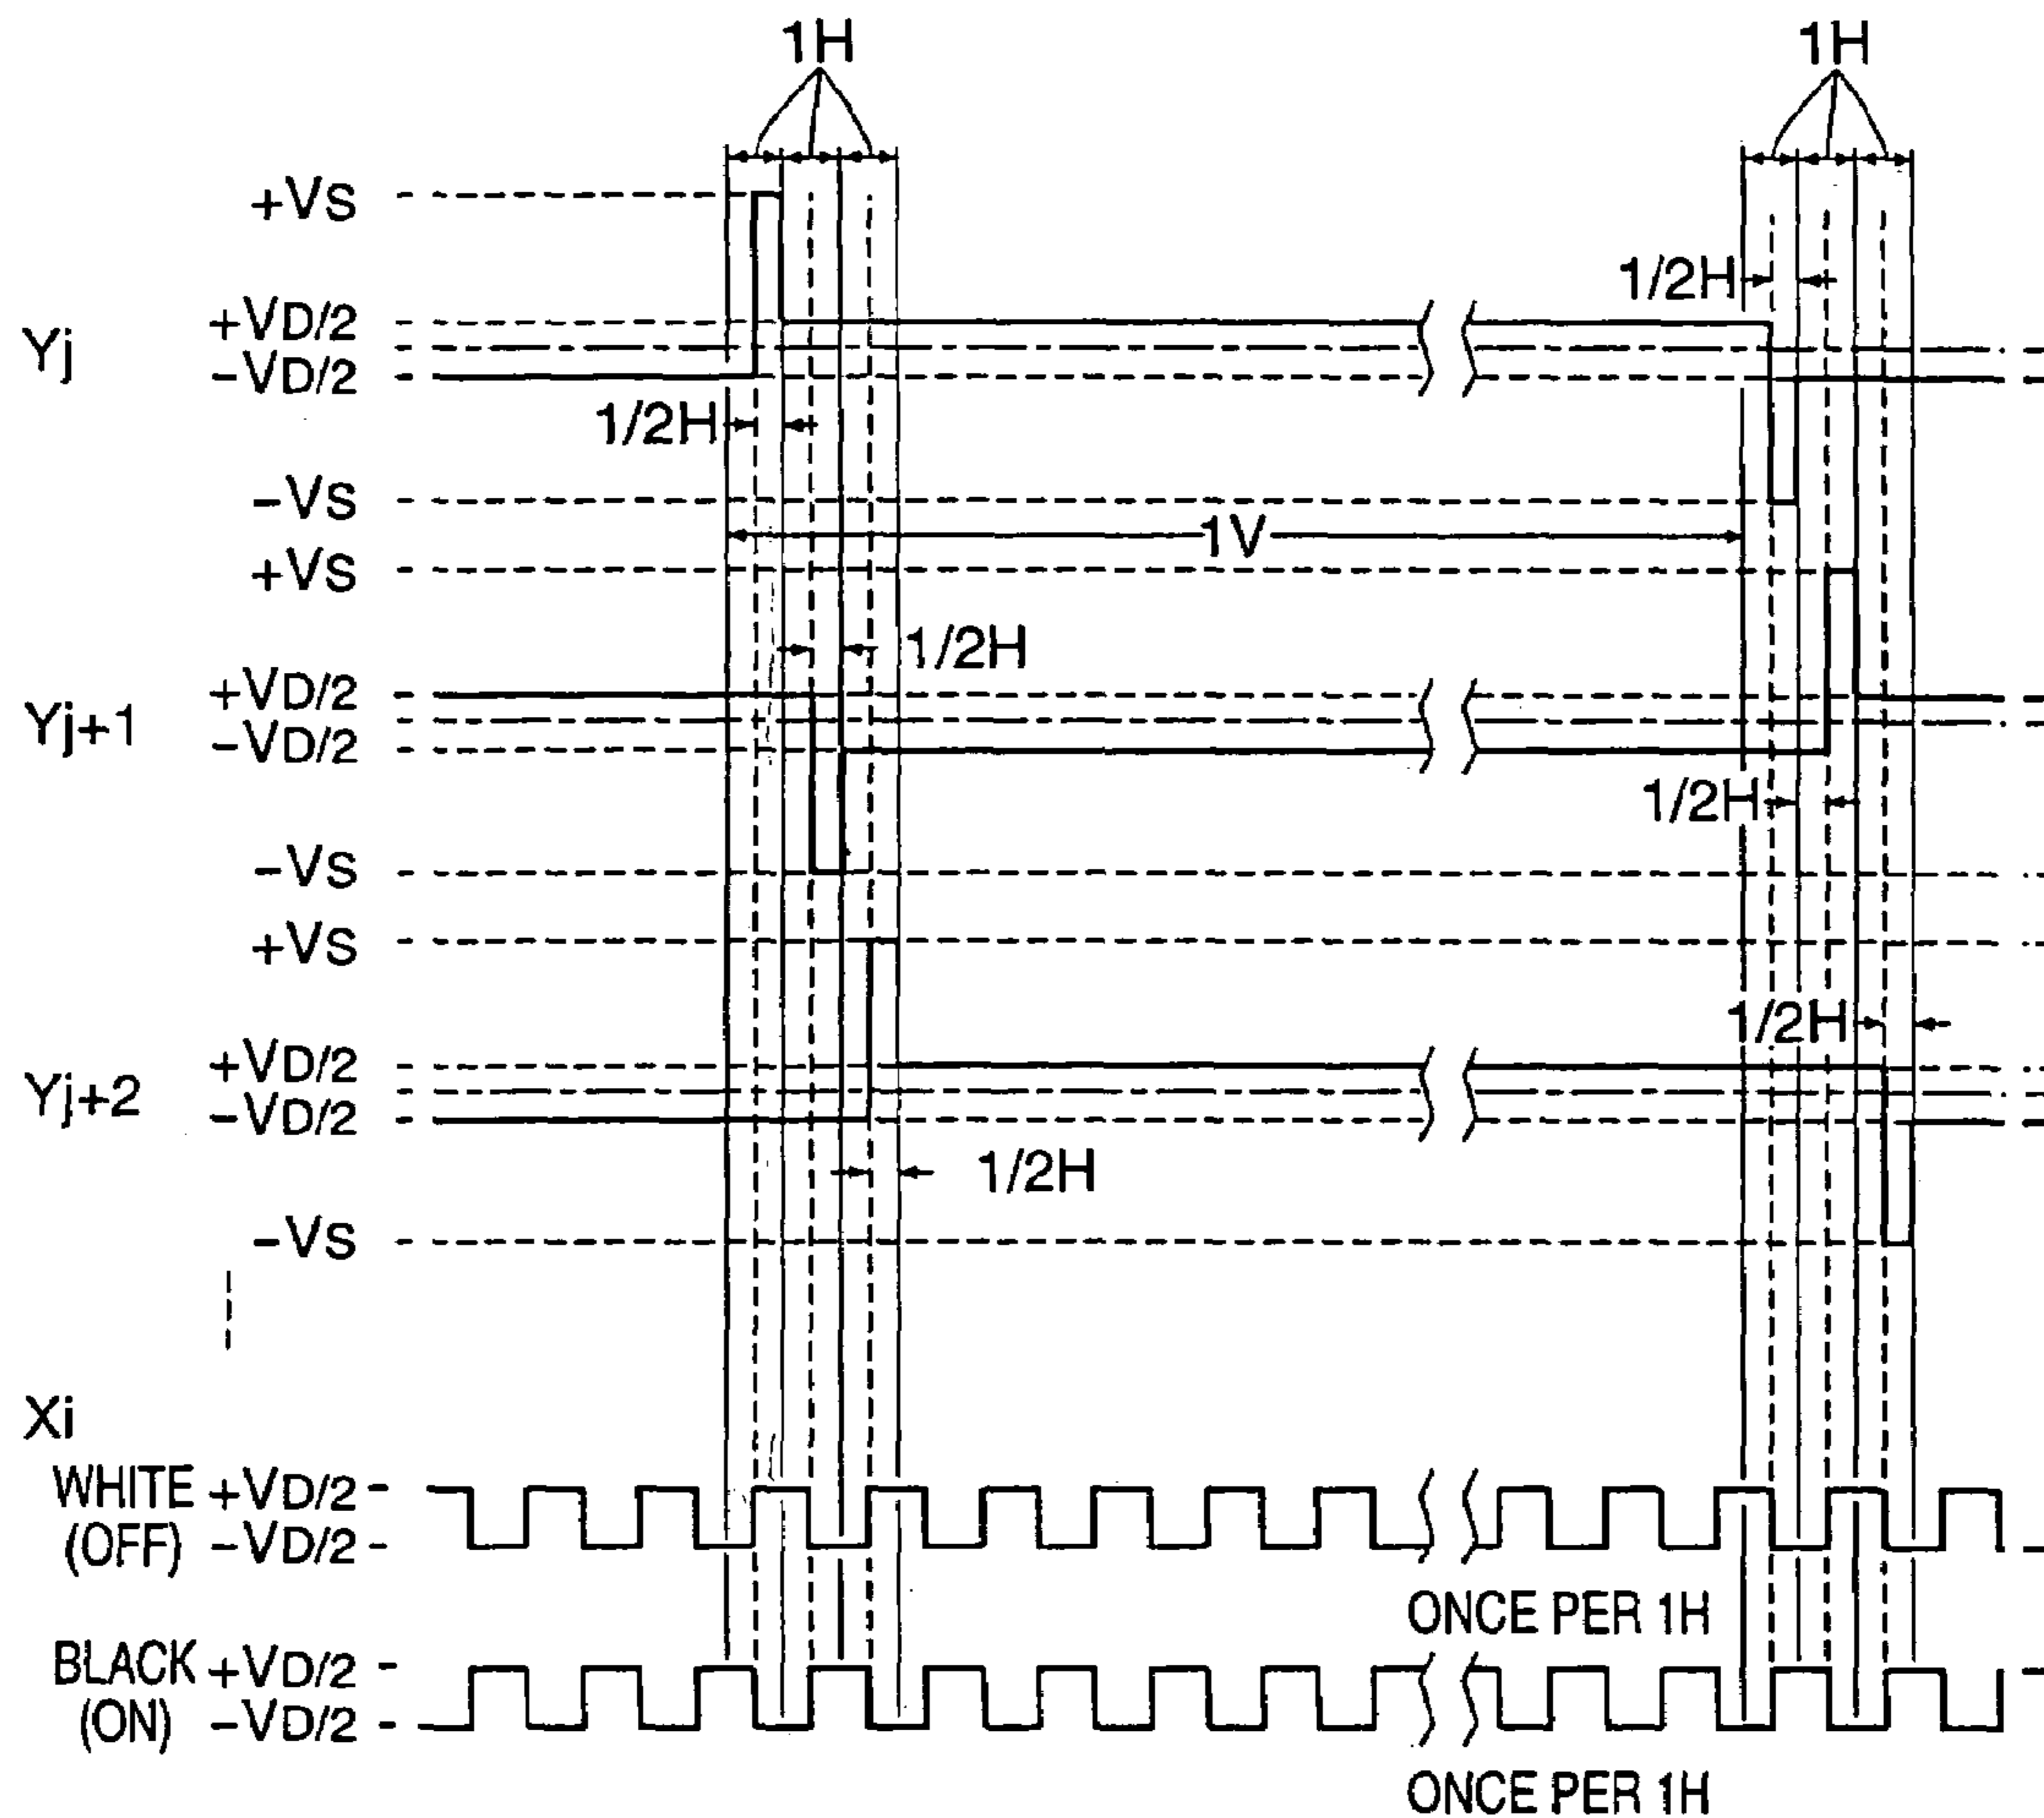 1H 1H
+VS
1/2H
+VD/2
Yj
−VD/2
1/2H
−VS
1V
+VS
1/2H
+VD/2
Yj+1
−VD/2
1/2H
−VS
+VS
1/2H
+VD/2
Yj+2
−VD/2
1/2H
−VS
Xi
WHITE +VD/2
(OFF) −VD/2
ONCE PER 1H
BLACK +VD/2
(ON) −VD/2
ONCE PER 1H